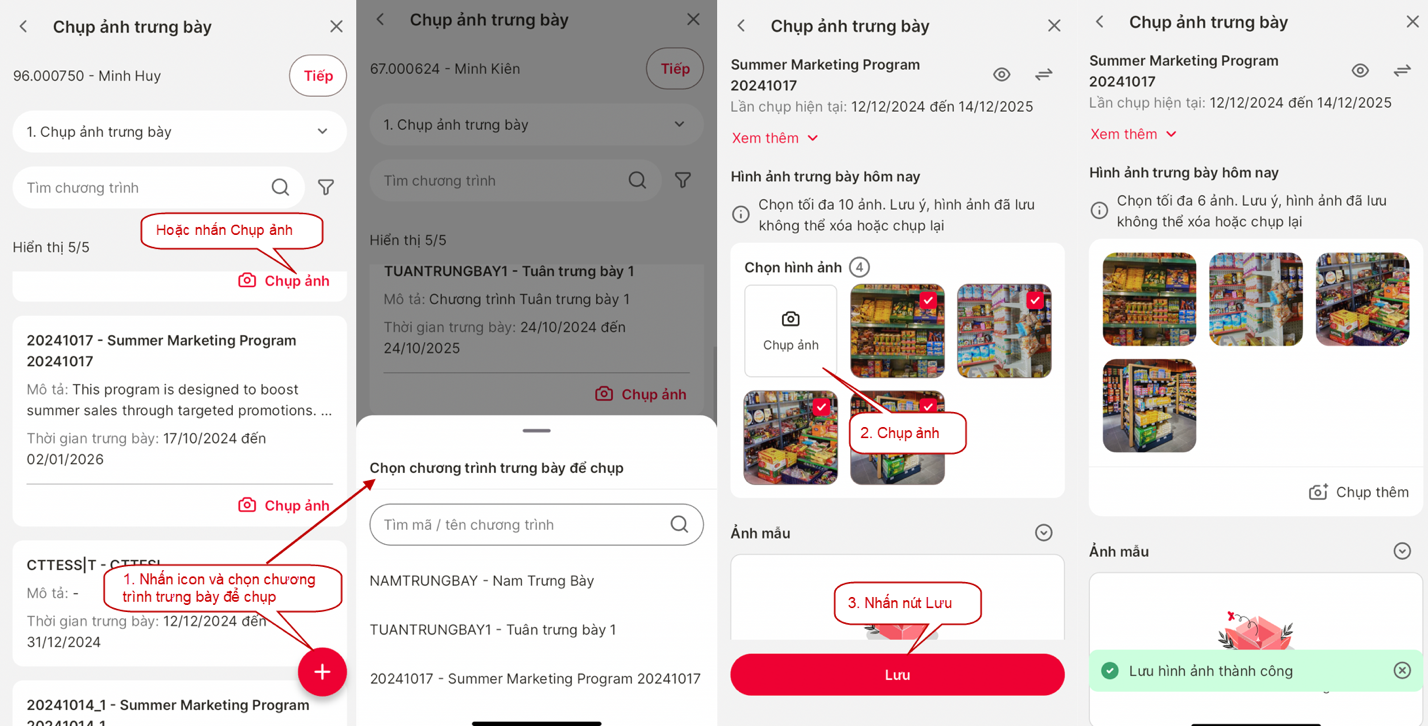 Chụp ảnh trưng bày
96.000750 - Minh Huy
Tiếp
1. Chụp ảnh trưng bày
Tìm chương trình
Hoặc nhấn Chụp ảnh
Hiển thị 5/5
Chụp ảnh
20241017 - Summer Marketing Program
20241017
Mô tả: This program is designed to boost
summer sales through targeted promotions. ...
Thời gian trưng bày: 17/10/2024 đến
02/01/2026
Chụp ảnh
CTTESS|T - CTTESL
1. Nhấn icon và chọn chương
trình trưng bày để chụp
Mô tả: -
Thời gian trưng bày: 12/12/2024 đến
31/12/2024
20241014_1 - Summer Marketing Program
20241014_1
Chụp ảnh trưng bày
67.000624 - Minh Kiên
Tiếp
1. Chụp ảnh trưng bày
Tìm chương trình
Hiển thị 5/5
TUANTRUNGBAY1 - Tuân trưng bày 1
Mô tả: Chương trình Tuân trưng bày 1
Thời gian trưng bày: 24/10/2024 đến
24/10/2025
Chụp ảnh
Chọn chương trình trưng bày để chụp
Tìm mã / tên chương trình
NAMTRUNGBAY - Nam Trưng Bày
TUANTRUNGBAY1 - Tuân trưng bày 1
20241017 - Summer Marketing Program 20241017
Chụp ảnh trưng bày
Summer Marketing Program
20241017
Lần chụp hiện tại: 12/12/2024 đến 14/12/2025
Xem thêm
Hình ảnh trưng bày hôm nay
Chọn tối đa 10 ảnh. Lưu ý, hình ảnh đã lưu
không thể xóa hoặc chụp lại
Chọn hình ảnh 4
Chụp ảnh
2. Chụp ảnh
Ảnh mẫu
3. Nhấn nút Lưu
Lưu
Chụp ảnh trưng bày
Summer Marketing Program
20241017
Lần chụp hiện tại: 12/12/2024 đến 14/12/2025
Xem thêm
Hình ảnh trưng bày hôm nay
Chọn tối đa 6 ảnh. Lưu ý, hình ảnh đã lưu
không thể xóa hoặc chụp lại
Chụp thêm
Ảnh mẫu
Lưu hình ảnh thành công